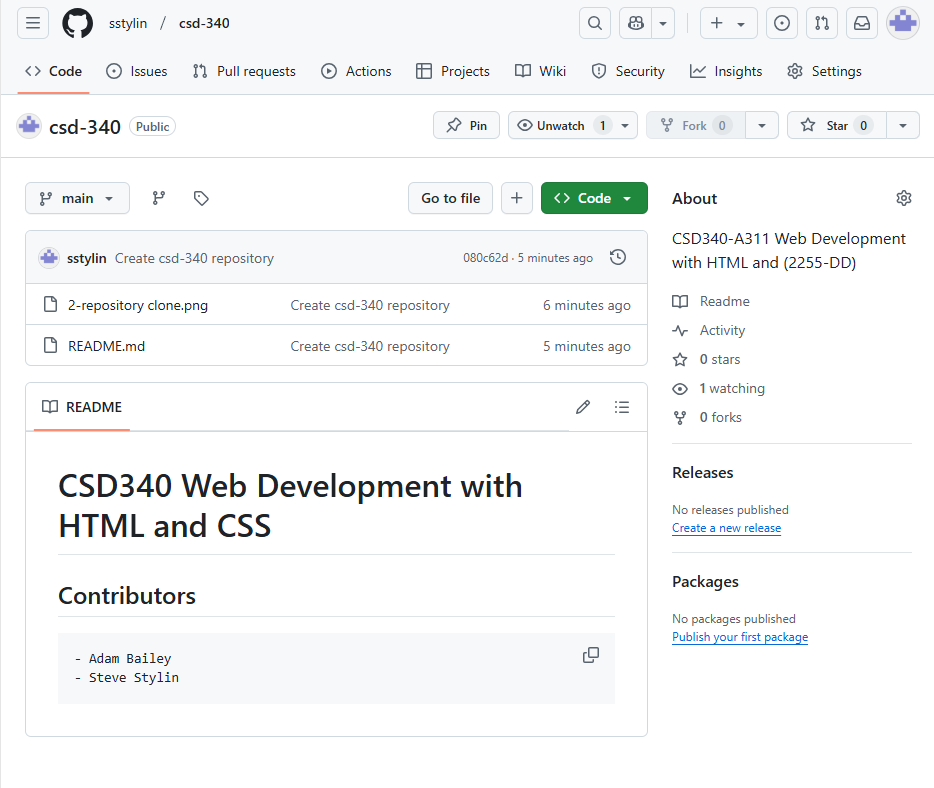 sstylin / csd-340
Code Issues Pull requests Actions Projects Wiki Security Insights Settings
csd-340 Public
Pin Unwatch 1 Fork 0 Star 0
main
Go to file
Code
sstylin Create csd-340 repository 080c62d · 5 minutes ago
2-repository clone.png Create csd-340 repository 6 minutes ago
README.md Create csd-340 repository 5 minutes ago
README
CSD340 Web Development with
HTML and CSS
Contributors
- Adam Bailey
- Steve Stylin
About
CSD340-A311 Web Development
with HTML and (2255-DD)
Readme
Activity
0 stars
1 watching
0 forks
Releases
No releases published
Create a new release
Packages
No packages published
Publish your first package